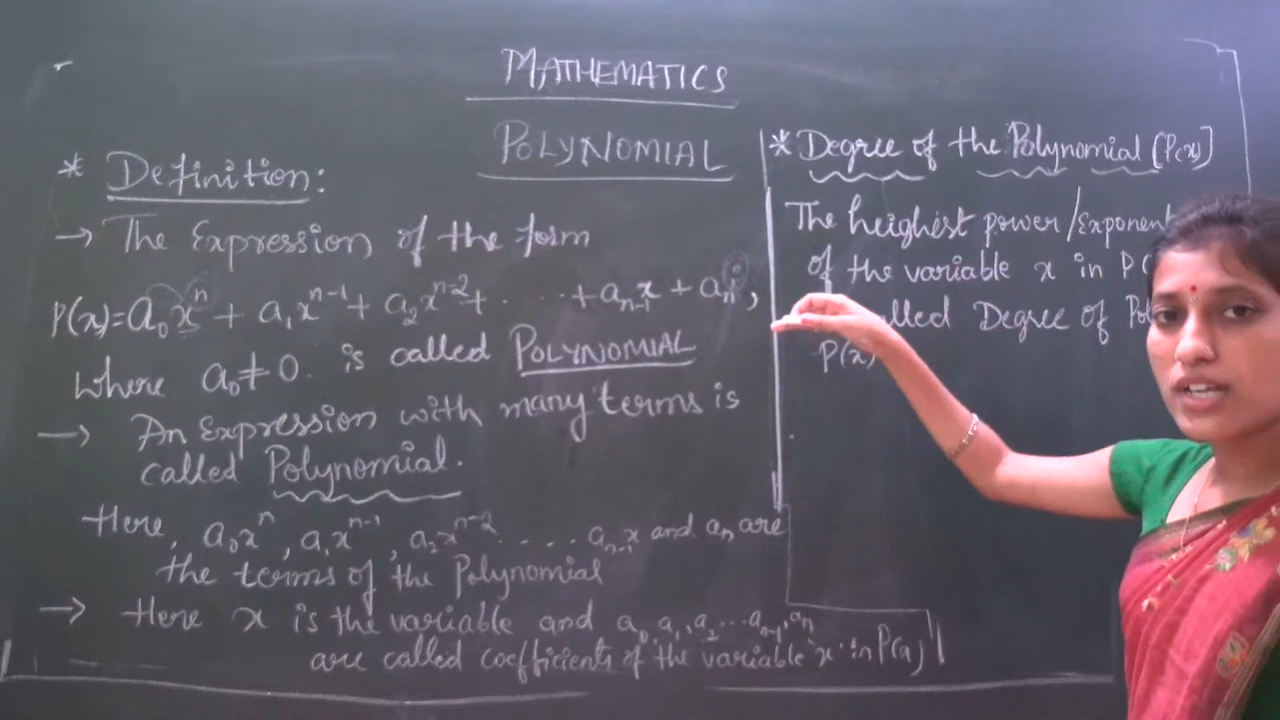 MATHEMATICS
POLYNOMIAL
* Definition:
→ The Expression of the form
P(x)=a₀xⁿ + a₁xⁿ⁻¹ + a₂xⁿ⁻² + . . . . + aₙ₋₁x + aₙ,
where a₀≠0. is called POLYNOMIAL
→ An Expression with many terms is
called Polynomial.
Here, a₀xⁿ, a₁xⁿ⁻¹, a₂xⁿ⁻² . . . . aₙ₋₁x and aₙ are
the terms of the Polynomial
→ Here x is the variable and a₀, a₁, a₂ ... aₙ₋₁, aₙ
are called coefficients of the variable 'x' in P(x)
* Degree of the Polynomial [P(x)]
The heighest power/Exponent
of the variable x in P(
called Degree of
P(x)